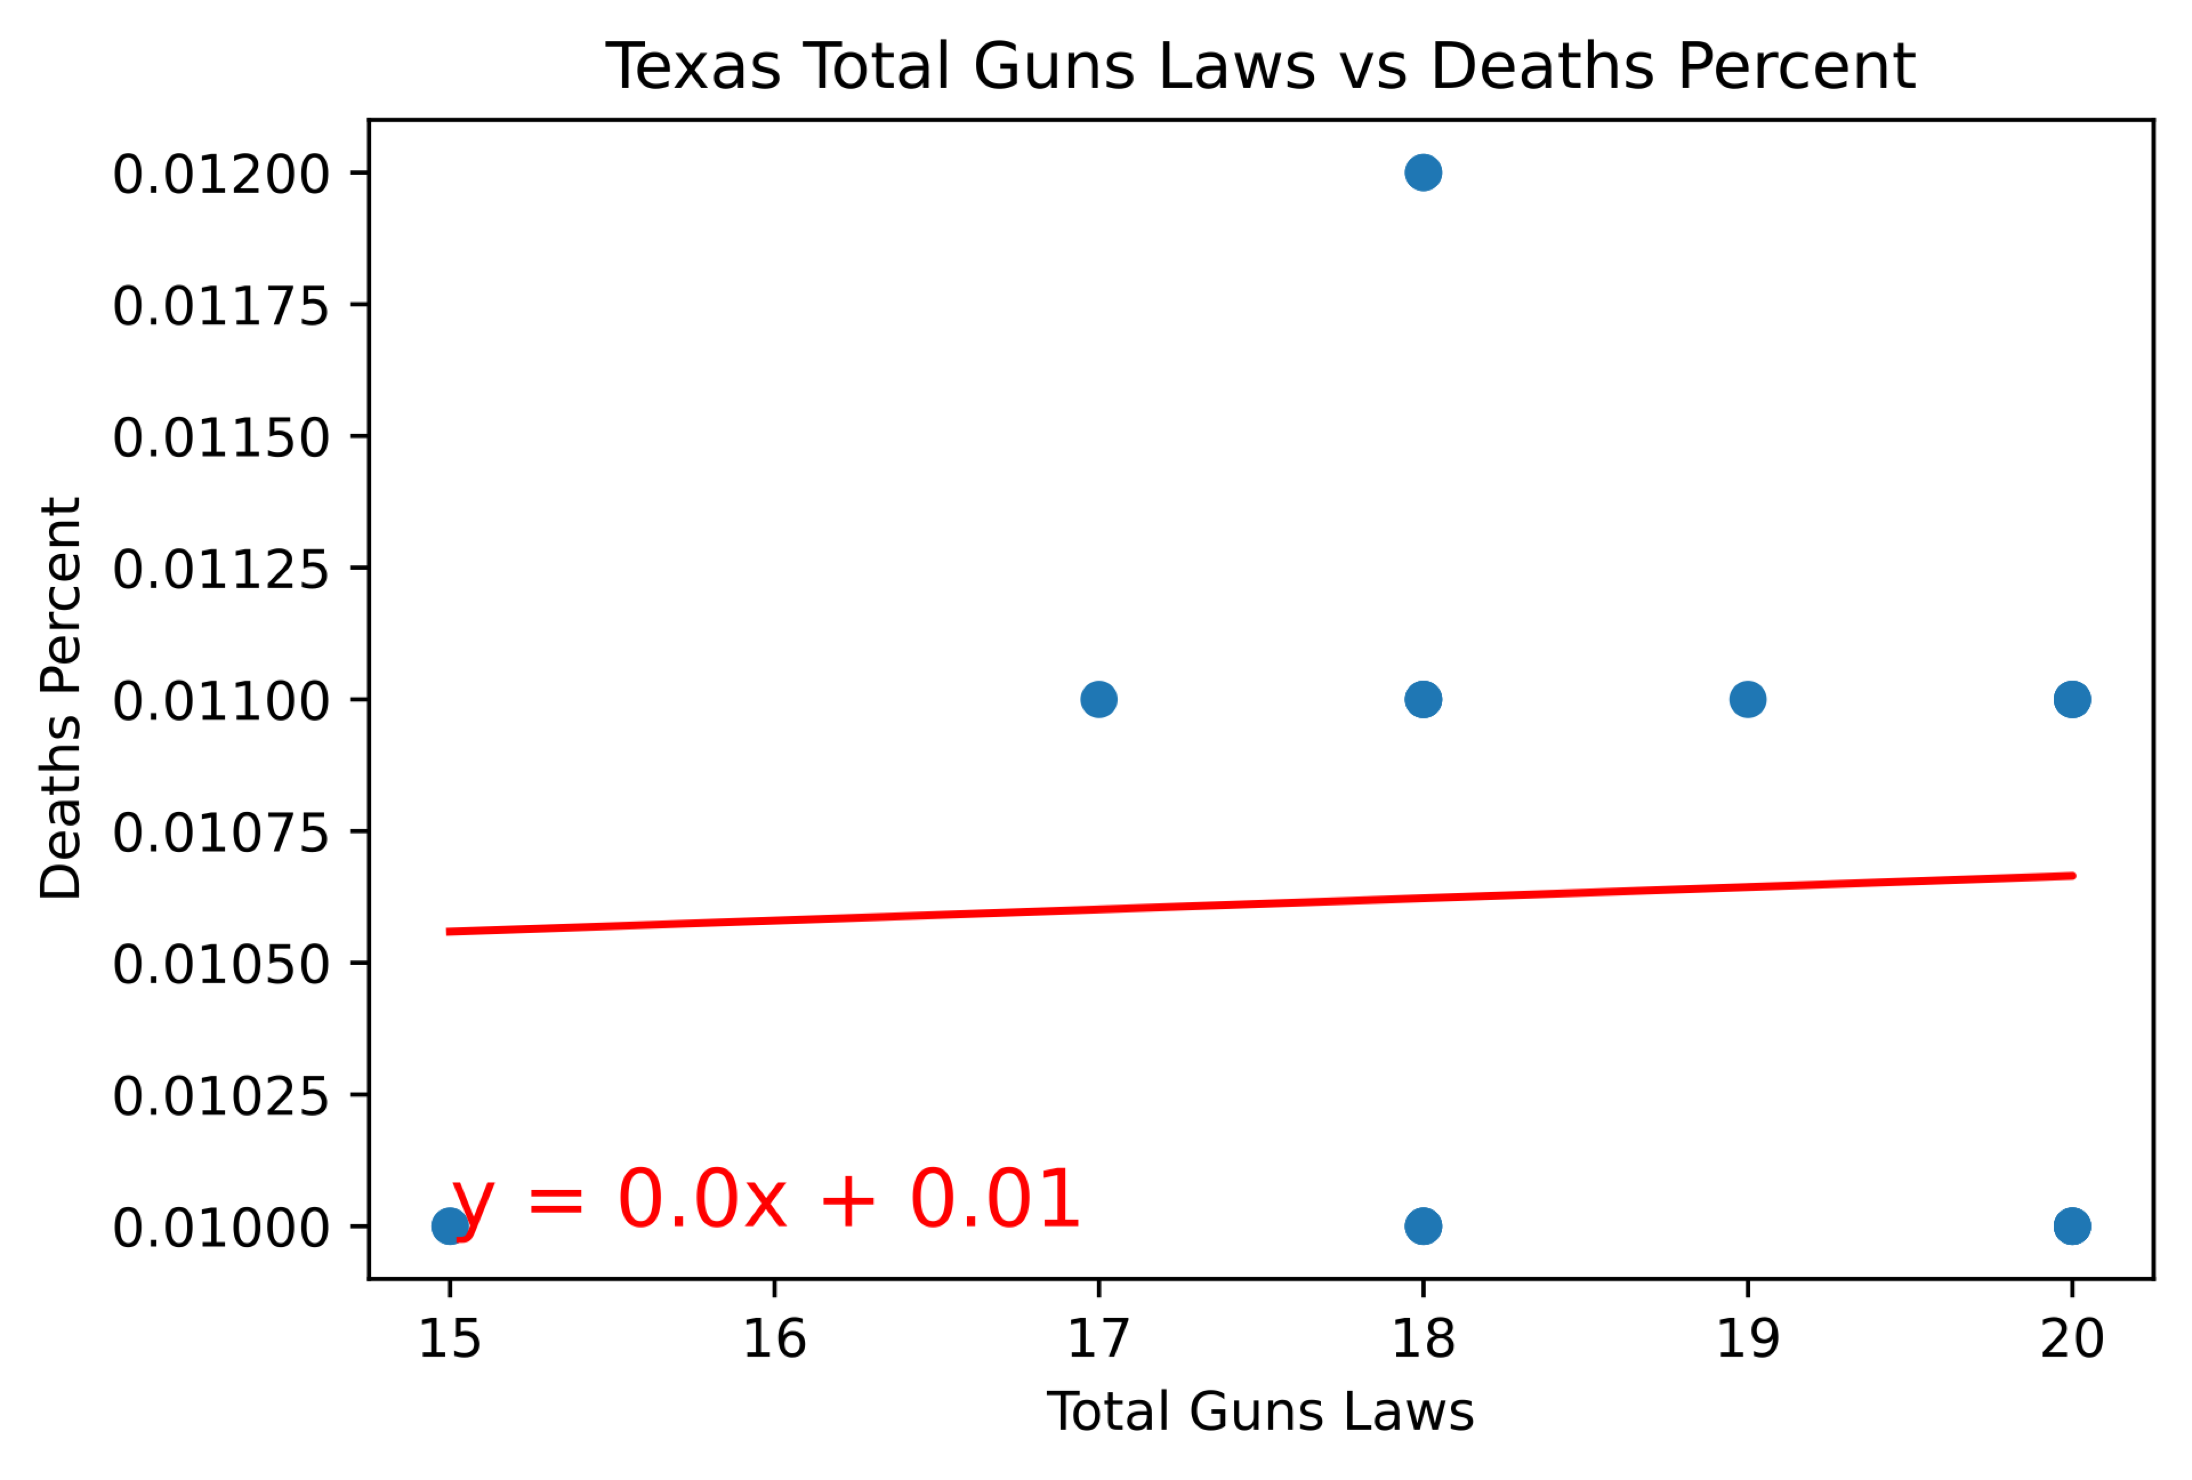 Texas Total Guns Laws vs Deaths Percent
0.01200
0.01175
0.01150
0.01125
0.01100
0.01075
0.01050
0.01025
0.01000
Deaths Percent
y = 0.0x + 0.01
15 16 17 18 19 20
Total Guns Laws